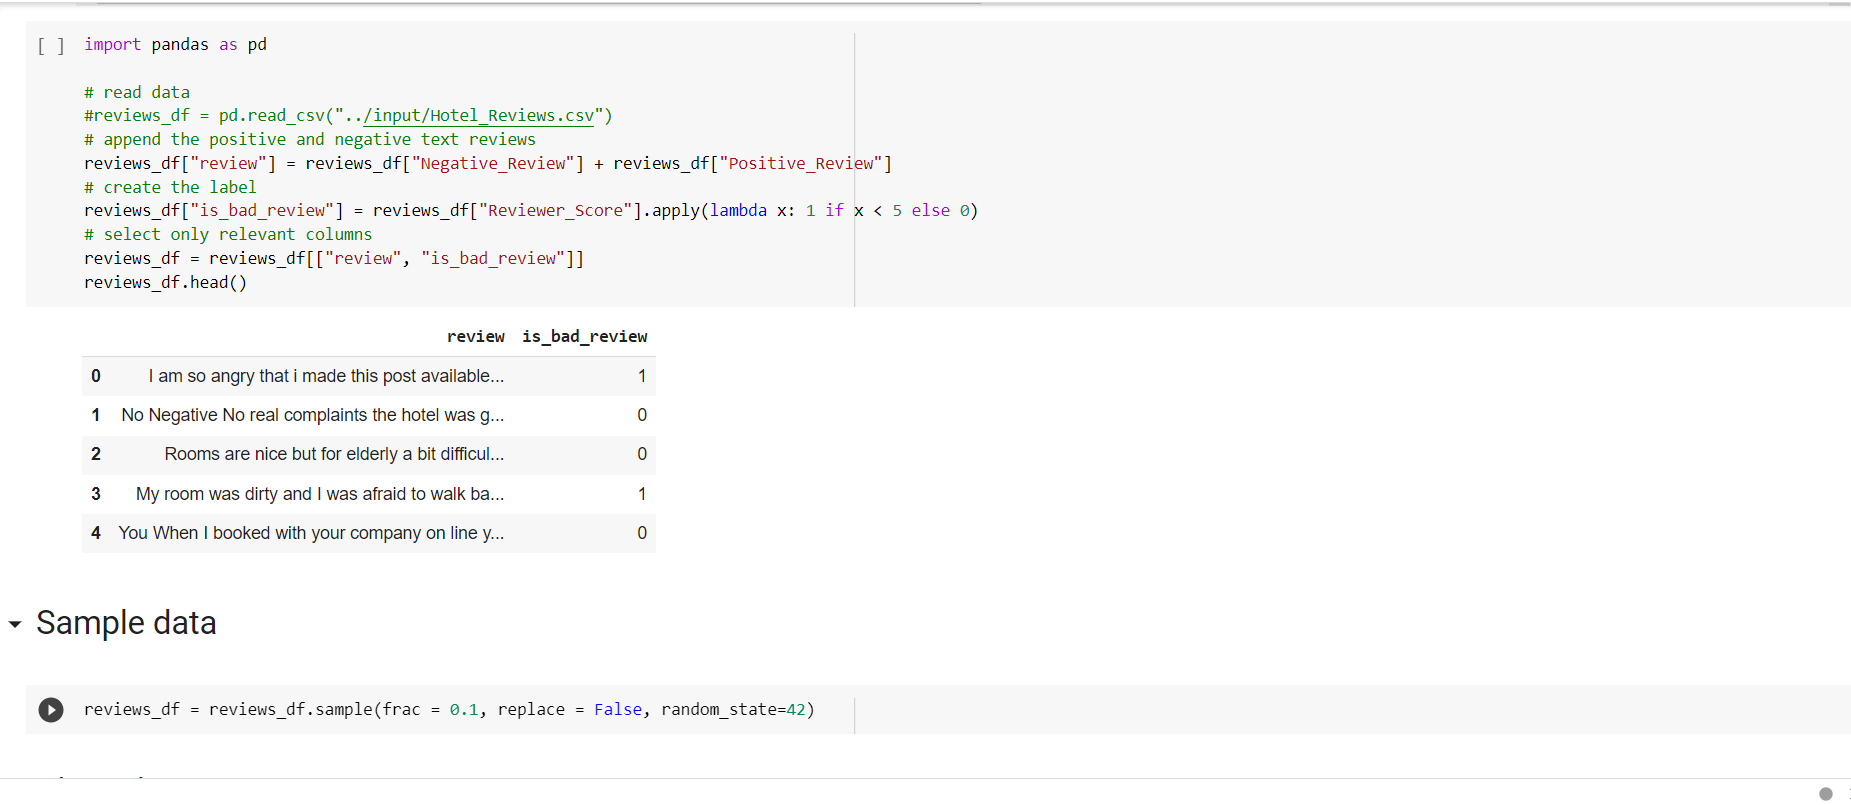 [ ] import pandas as pd
# read data
#reviews_df = pd.read_csv("../input/Hotel_Reviews.csv")
# append the positive and negative text reviews
reviews_df["review"] = reviews_df["Negative_Review"] + reviews_df["Positive_Review"]
# create the label
reviews_df["is_bad_review"] = reviews_df["Reviewer_Score"].apply(lambda x: 1 if x < 5 else 0)
# select only relevant columns
reviews_df = reviews_df[["review", "is_bad_review"]]
reviews_df.head()
review is_bad_review
0 I am so angry that i made this post available... 1
1 No Negative No real complaints the hotel was g... 0
2 Rooms are nice but for elderly a bit difficul... 0
3 My room was dirty and I was afraid to walk ba... 1
4 You When I booked with your company on line y... 0
Sample data
reviews_df = reviews_df.sample(frac = 0.1, replace = False, random_state=42)